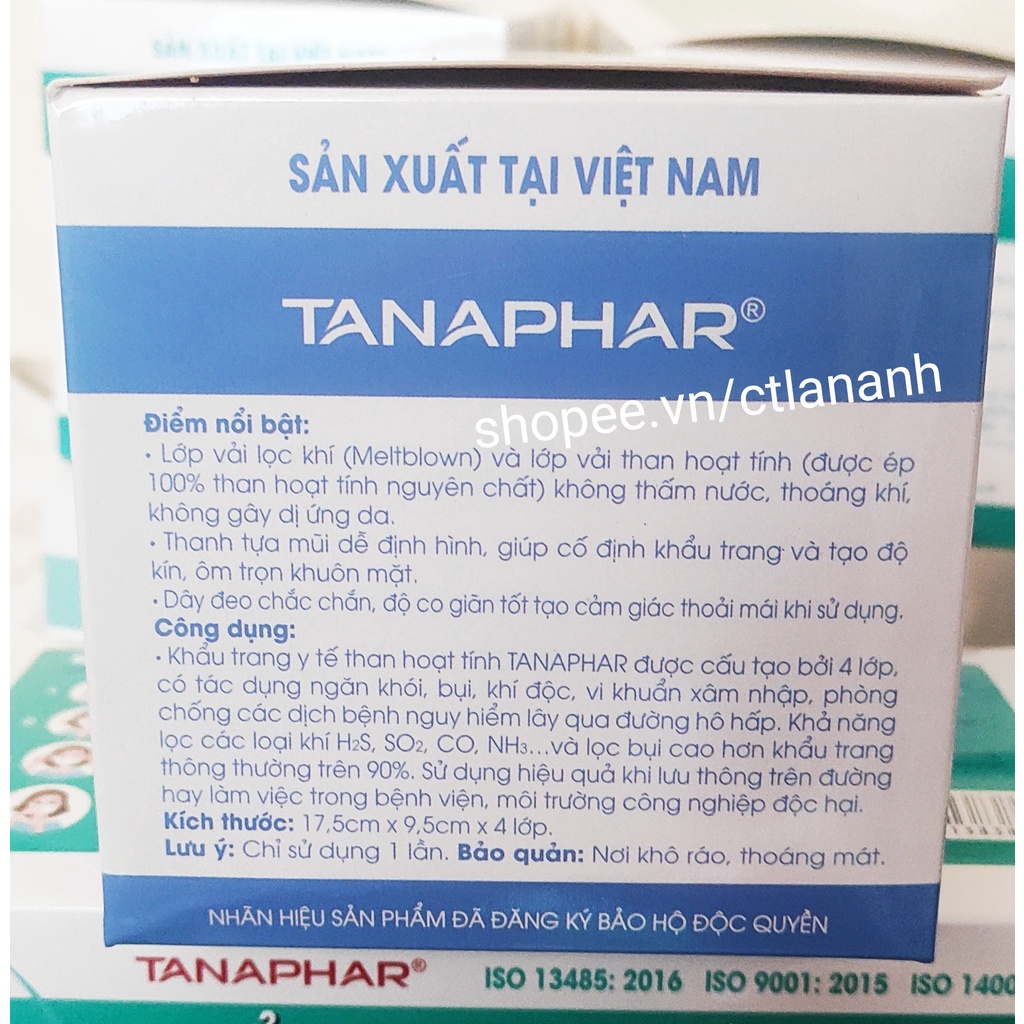 SẢN XUẤT TẠI VIỆT NAM
TANAPHAR®
shopee.vn/ctlananh
Điểm nổi bật:
• Lớp vải lọc khí (Meltblown) và lớp vải than hoạt tính (được ép
100% than hoạt tính nguyên chất) không thấm nước, thoáng khí,
không gây dị ứng da.
• Thanh tựa mũi dễ định hình, giúp cố định khẩu trang và tạo độ
kín, ôm trọn khuôn mặt.
• Dây đeo chắc chắn, độ co giãn tốt tạo cảm giác thoải mái khi sử dụng.
Công dụng:
• Khẩu trang y tế than hoạt tính TANAPHAR được cấu tạo bởi 4 lớp,
có tác dụng ngăn khói, bụi, khí độc, vi khuẩn xâm nhập, phòng
chống các dịch bệnh nguy hiểm lây qua đường hô hấp. Khả năng
lọc các loại khí H2S, SO2, CO, NH3...và lọc bụi cao hơn khẩu trang
thông thường trên 90%. Sử dụng hiệu quả khi lưu thông trên đường
hay làm việc trong bệnh viện, môi trường công nghiệp độc hại.
Kích thước: 17,5cm x 9,5cm x 4 lớp.
Lưu ý: Chỉ sử dụng 1 lần. Bảo quản: Nơi khô ráo, thoáng mát.
NHÃN HIỆU SẢN PHẨM ĐÃ ĐĂNG KÝ BẢO HỘ ĐỘC QUYỀN
TANAPHAR® ISO 13485: 2016 ISO 9001: 2015 ISO 1400